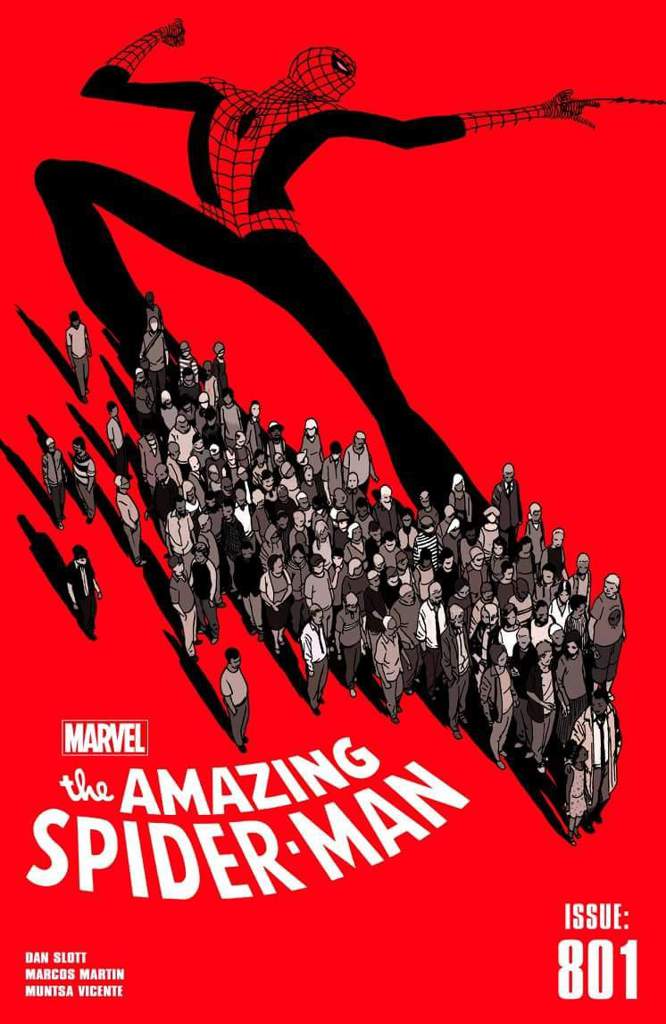 MARVEL
the AMAZING
SPIDER-MAN
ISSUE:
801
DAN SLOTT
MARCOS MARTIN
MUNTSA VICENTE